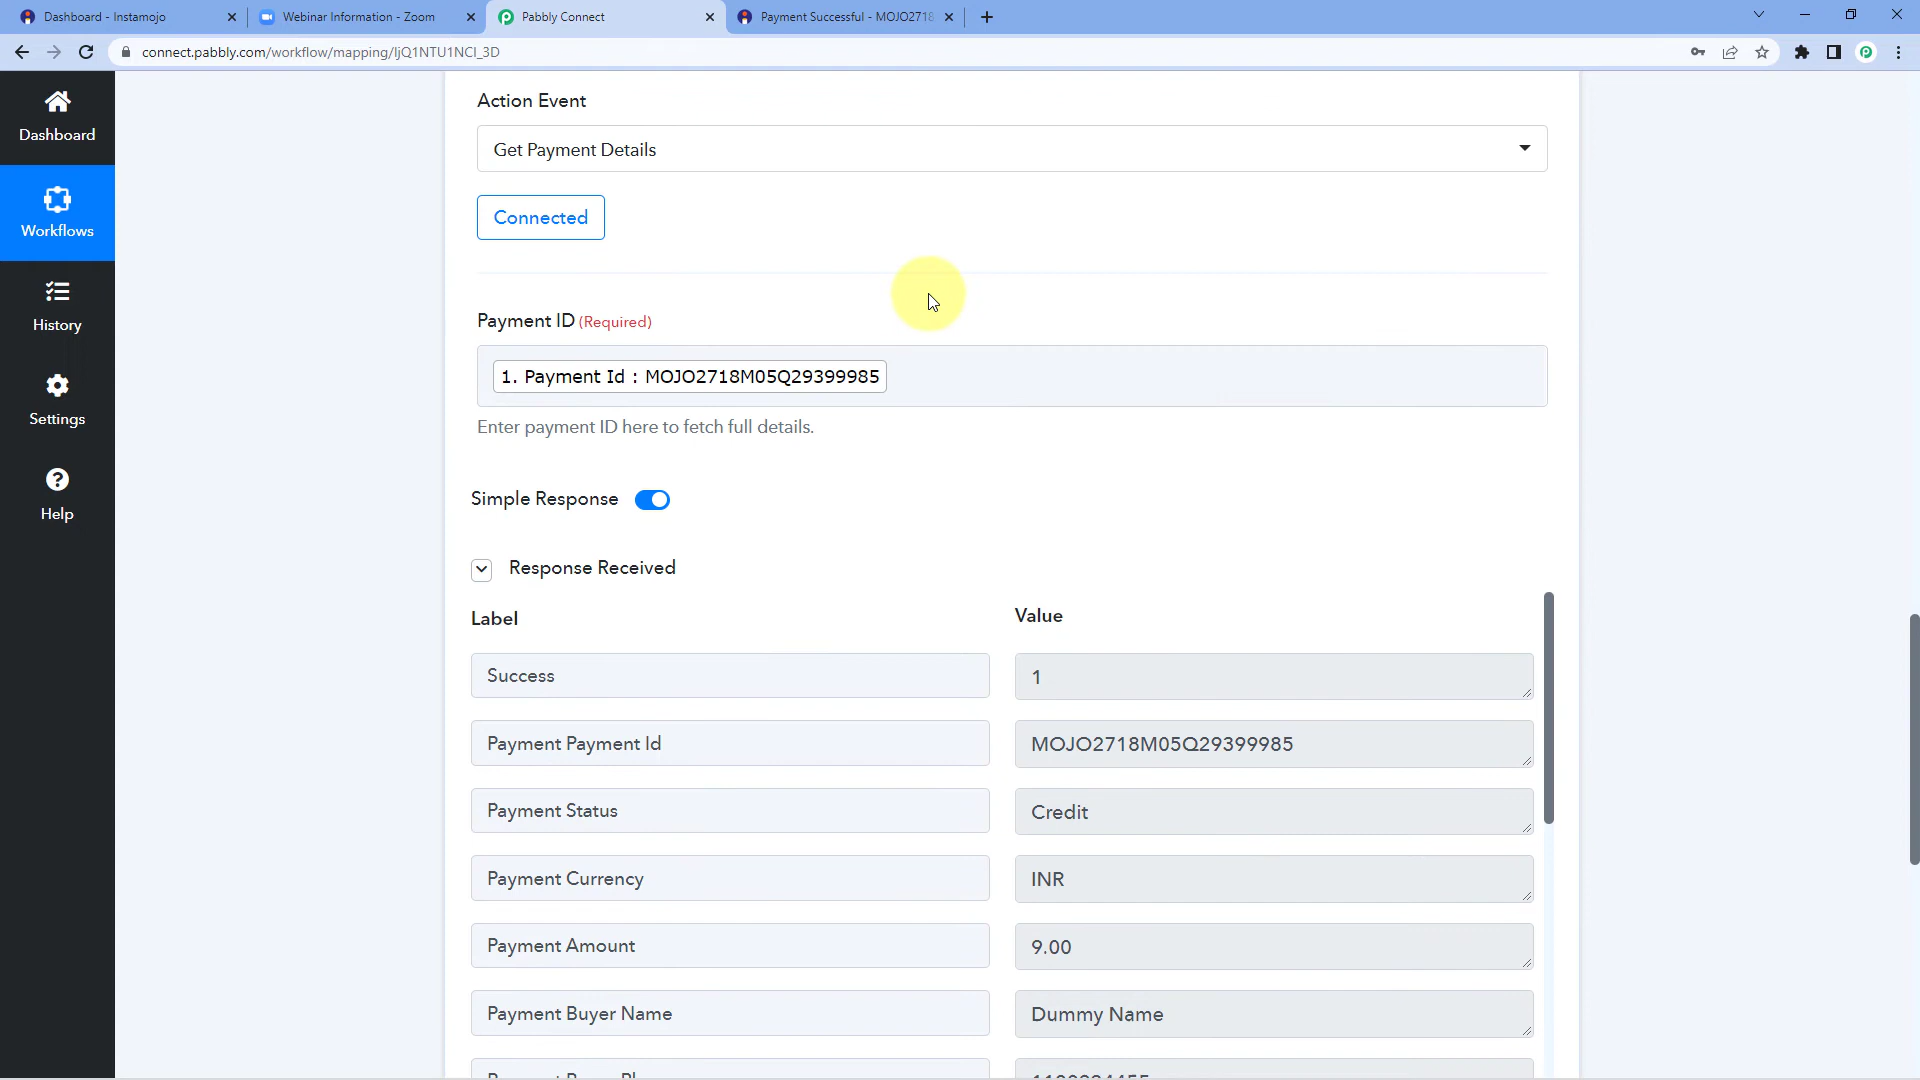 Dashboard - Instamojo
Webinar Information - Zoom
Pabbly Connect
Payment Successful - MOJO2718
connect.pabbly.com/workflow/mapping/IjQ1NTU1NCI_3D
Dashboard
Workflows
History
Settings
Help
Action Event
Get Payment Details
Connected
Payment ID (Required)
1. Payment Id : MOJO2718M05Q29399985
Enter payment ID here to fetch full details.
Simple Response
Response Received
Label Value
Success 1
Payment Payment Id MOJO2718M05Q29399985
Payment Status Credit
Payment Currency INR
Payment Amount 9.00
Payment Buyer Name Dummy Name